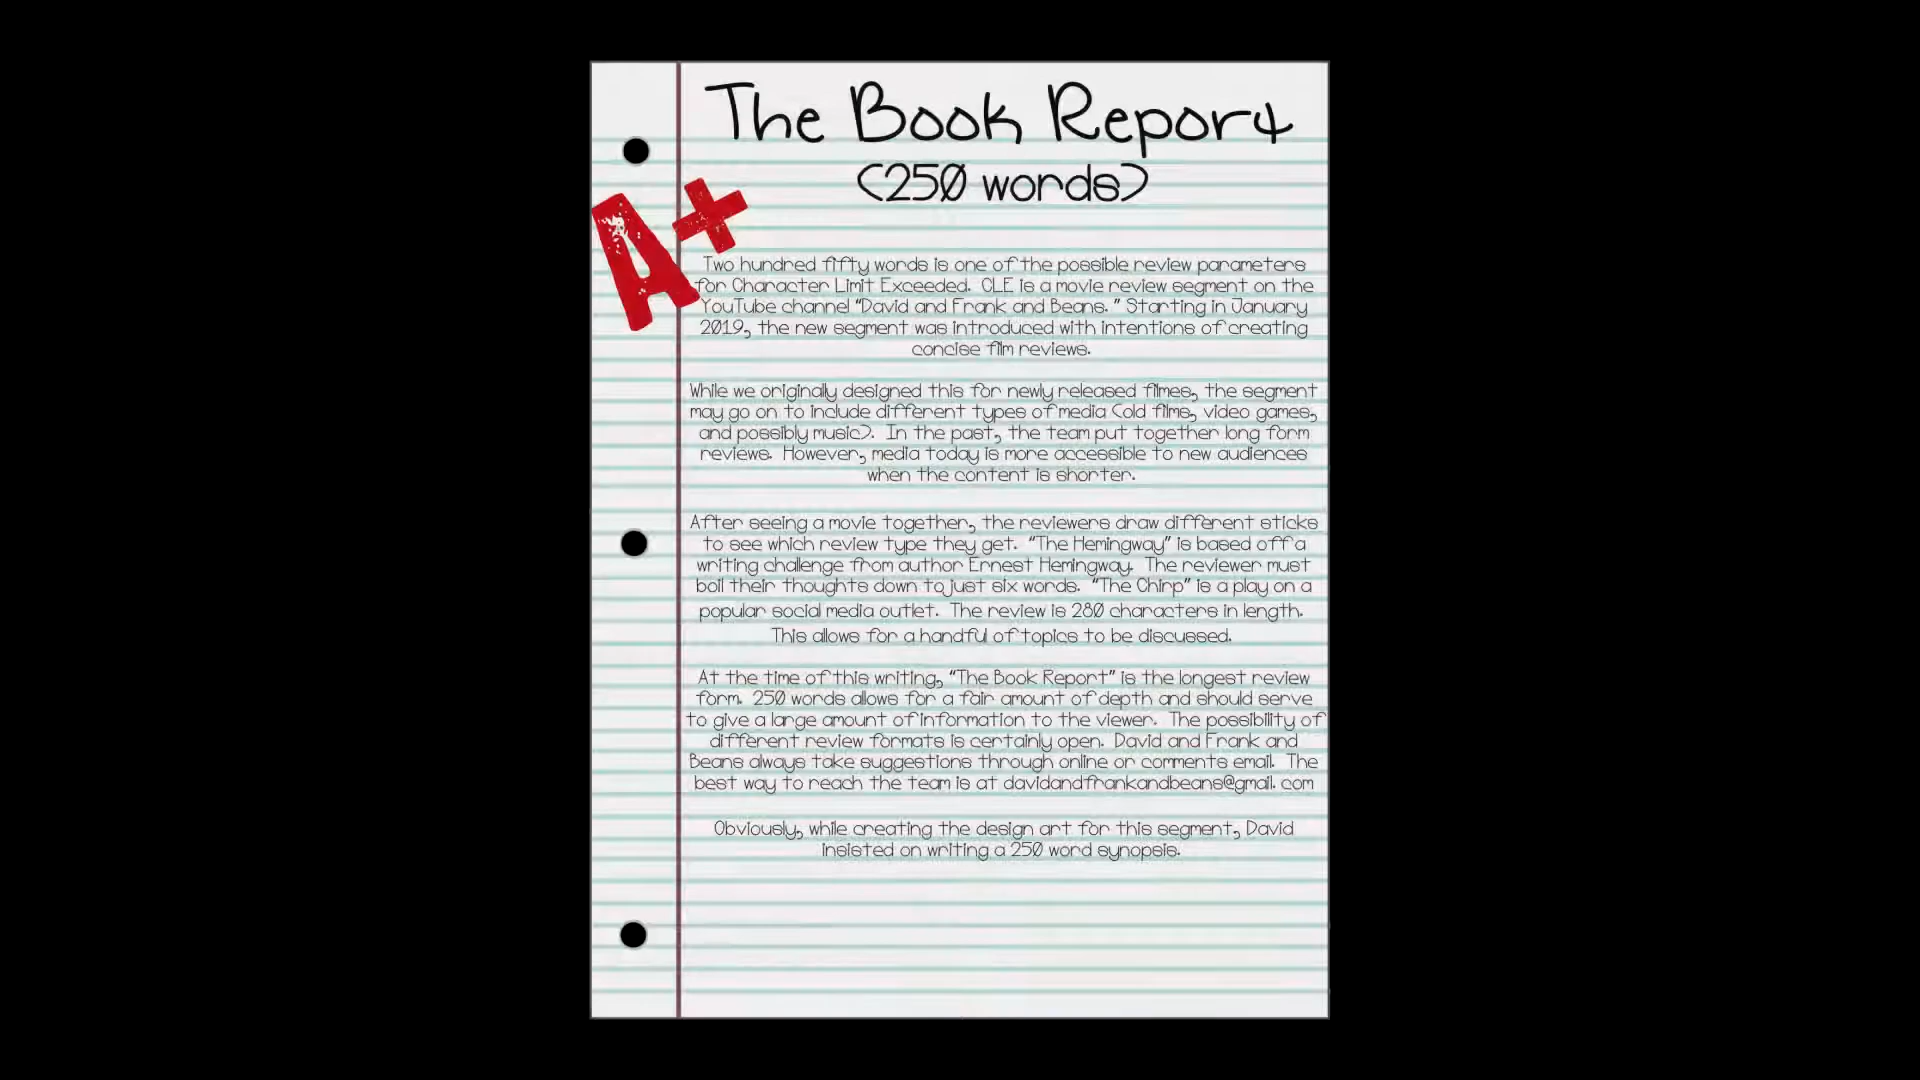 The Book Report
(250 words)
A+
Two hundred fifty words is one of the possible review parameters
for Character Limit Exceeded. CLE is a movie review segment on the
YouTube channel "David and Frank and Beans." Starting in January
2019, the new segment was introduced with intentions of creating
concise film reviews.
While we originally designed this for newly released filmes, the segment
may go on to include different types of media (old films, video games,
and possibly music). In the past, the team put together long form
reviews. However, media today is more accessible to new audiences
when the content is shorter.
After seeing a movie together, the reviewers draw different sticks
to see which review type they get. "The Hemingway" is based off a
writing challenge from author Ernest Hemingway. The reviewer must
boil their thoughts down to just six words. "The Chirp" is a play on a
popular social media outlet. The review is 280 characters in length.
This allows for a handful of topics to be discussed.
At the time of this writing, "The Book Report" is the longest review
form. 250 words allows for a fair amount of depth and should serve
to give a large amount of information to the viewer. The possibility of
different review formats is certainly open. David and Frank and
Beans always take suggestions through online or comments email. The
best way to reach the team is at davidandfrankandbeans@gmail.com
Obviously, while creating the design art for this segment, David
insisted on writing a 250 word synopsis.